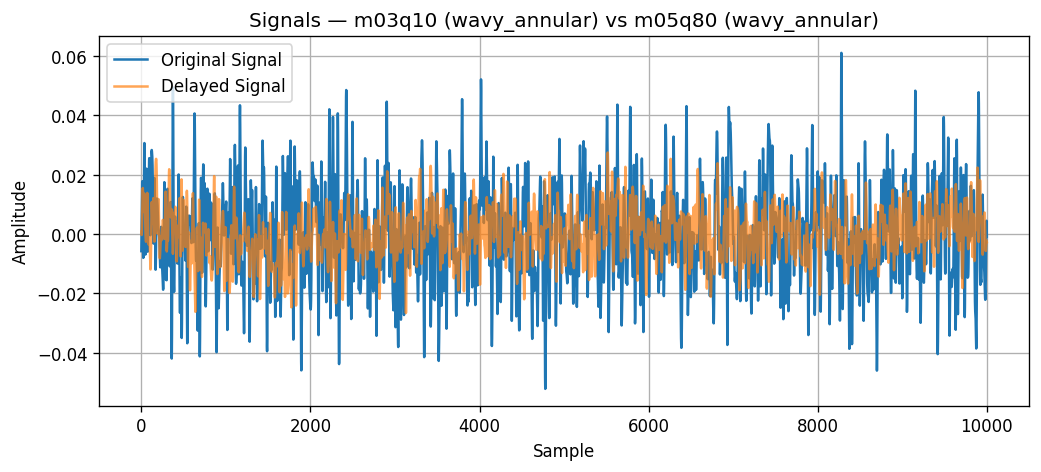 Signals — m03q10 (wavy_annular) vs m05q80 (wavy_annular)
Original Signal
Delayed Signal
0.06
0.04
0.02
0.00
−0.02
−0.04
Amplitude
0 2000 4000 6000 8000 10000
Sample